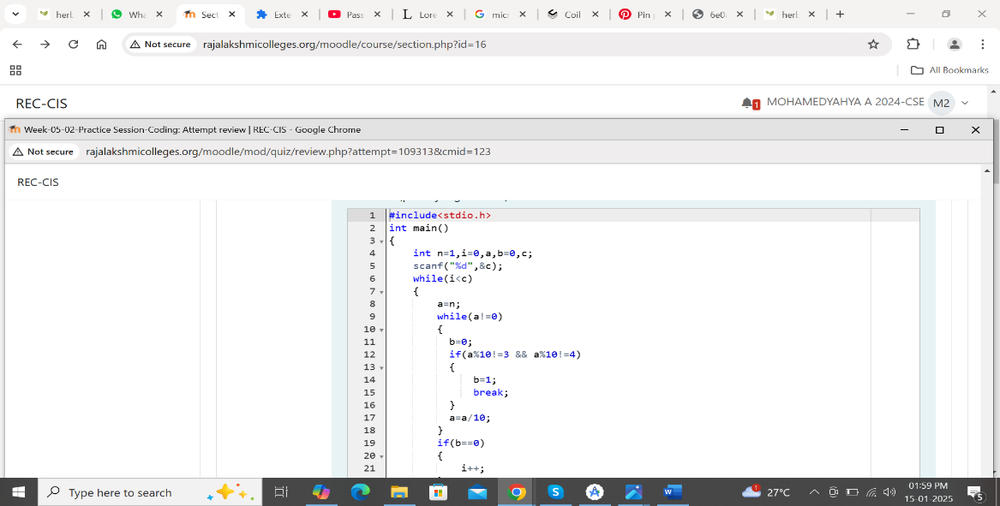 herb
Wha
Sect
Exte
Pass
Lore
micr
Coil
Pin
6e0
herb
Not secure
rajalakshmicolleges.org/moodle/course/section.php?id=16
All Bookmarks
REC-CIS
1
MOHAMEDYAHYA A 2024-CSE
M2
Week-05-02-Practice Session-Coding: Attempt review | REC-CIS - Google Chrome
Not secure
rajalakshmicolleges.org/moodle/mod/quiz/review.php?attempt=109313&cmid=123
REC-CIS
1 #include<stdio.h>
2 int main()
3 {
4 int n=1,i=0,a,b=0,c;
5 scanf("%d",&c);
6 while(i<c)
7 {
8 a=n;
9 while(a!=0)
10 {
11 b=0;
12 if(a%10!=3 && a%10!=4)
13 {
14 b=1;
15 break;
16 }
17 a=a/10;
18 }
19 if(b==0)
20 {
21 i++;
Type here to search
1
27°C
01:59 PM
15-01-2025
5